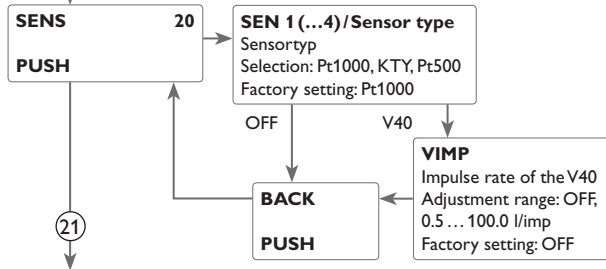 SENS 20
PUSH
SEN 1 (…4) / Sensor type
Sensortyp
Selection: Pt1000, KTY, Pt500
Factory setting: Pt1000
OFF
V40
VIMP
Impulse rate of the V40
Adjustment range: OFF,
0.5 … 100.0 l/imp
Factory setting: OFF
BACK
PUSH
21